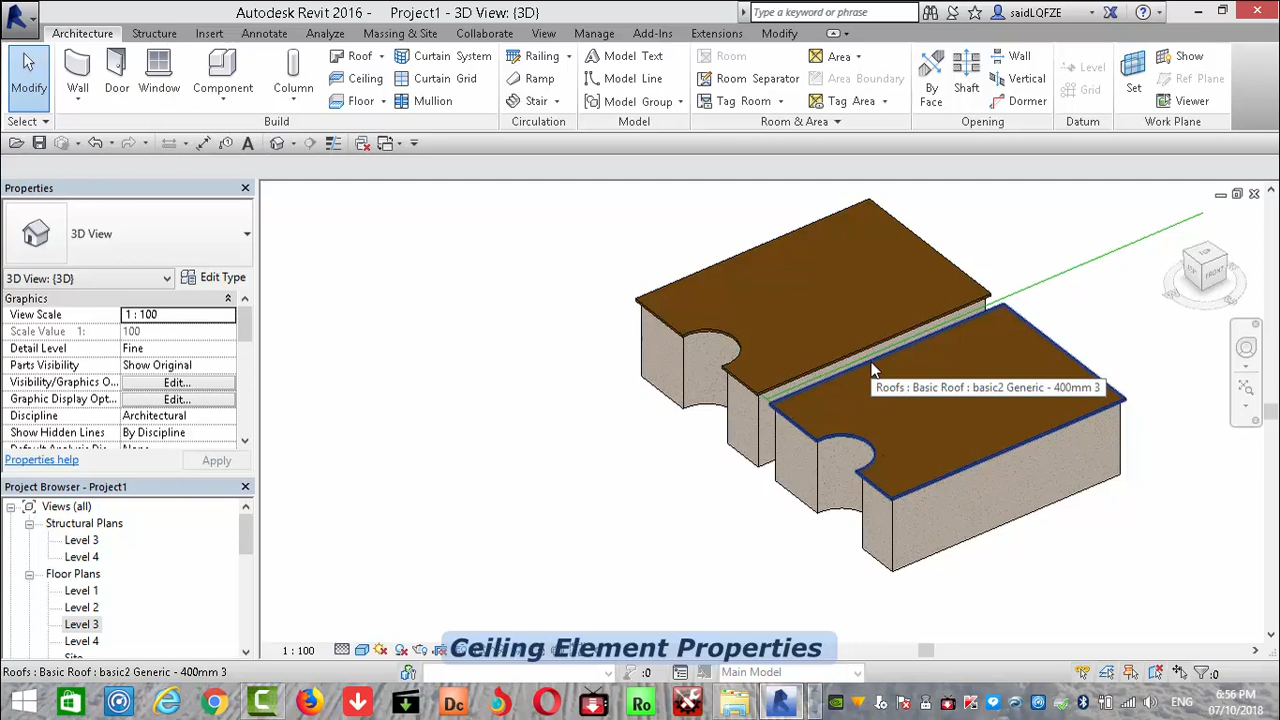 Autodesk Revit 2016 - Project1 - 3D View: {3D}
Type a keyword or phrase
saidLQFZE
Architecture Structure Insert Annotate Analyze Massing & Site Collaborate View Manage Add-Ins Extensions Modify
Modify
Select
Wall
Door
Window
Component
Column
Roof
Ceiling
Floor
Curtain System
Curtain Grid
Mullion
Build
Railing
Ramp
Stair
Circulation
Model Text
Model Line
Model Group
Model
Room
Room Separator
Tag Room
Area
Area Boundary
Tag Area
Room & Area
By
Face
Shaft
Wall
Vertical
Dormer
Opening
Level
Grid
Datum
Set
Show
Ref Plane
Viewer
Work Plane
Properties
3D View
3D View: {3D}
Edit Type
Graphics
View Scale 1 : 100
Scale Value 1: 100
Detail Level Fine
Parts Visibility Show Original
Visibility/Graphics O... Edit...
Graphic Display Opt... Edit...
Discipline Architectural
Show Hidden Lines By Discipline
Properties help
Apply
Project Browser - Project1
Views (all)
Structural Plans
Level 3
Level 4
Floor Plans
Level 1
Level 2
Level 3
Level 4
TOP
FRONT
Roofs : Basic Roof : basic2 Generic - 400mm 3
1 : 100
Ceiling Element Properties
Roofs : Basic Roof : basic2 Generic - 400mm 3
:0
Main Model
:0
Dc
Ro
ENG
6:56 PM
07/10/2018